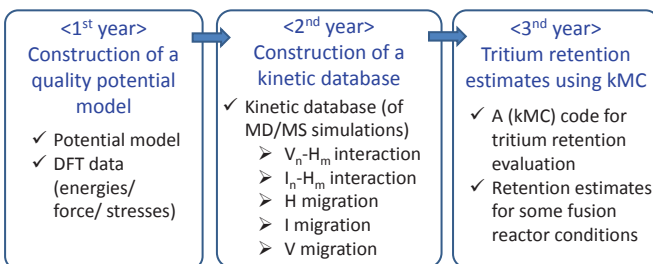 <1st year>
Construction of a
quality potential
model
✓ Potential model
✓ DFT data
(energies/
force/ stresses)
<2nd year>
Construction of a
kinetic database
✓ Kinetic database (of
MD/MS simulations)
➢ Vn-Hm interaction
➢ In-Hm interaction
➢ H migration
➢ I migration
➢ V migration
<3rd year>
Tritium retention
estimates using kMC
✓ A (kMC) code for
tritium retention
evaluation
✓ Retention estimates
for some fusion
reactor conditions